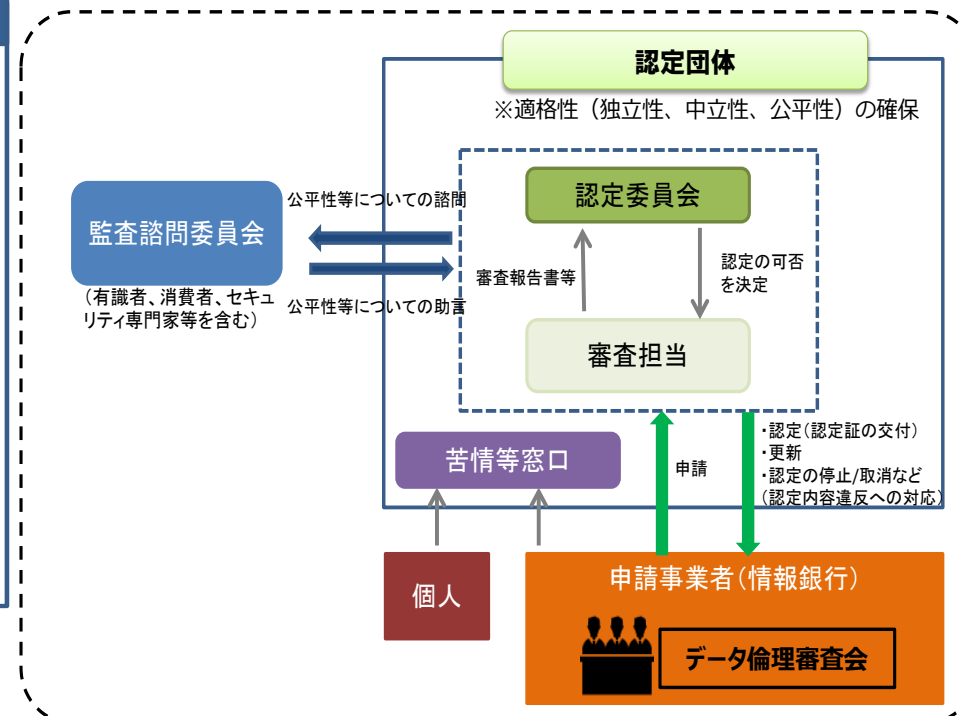 認定団体
※適格性（独立性、中立性、公平性）の確保
認定委員会
公平性等についての諮問
監査諮問委員会
審査報告書等
認定の可否
を決定
（有識者、消費者、セキュ
リティ専門家等を含む）
公平性等についての助言
審査担当
・認定（認定証の交付）
・更新
・認定の停止/取消など
（認定内容違反への対応）
申請
苦情等窓口
個人
申請事業者（情報銀行）
データ倫理審査会